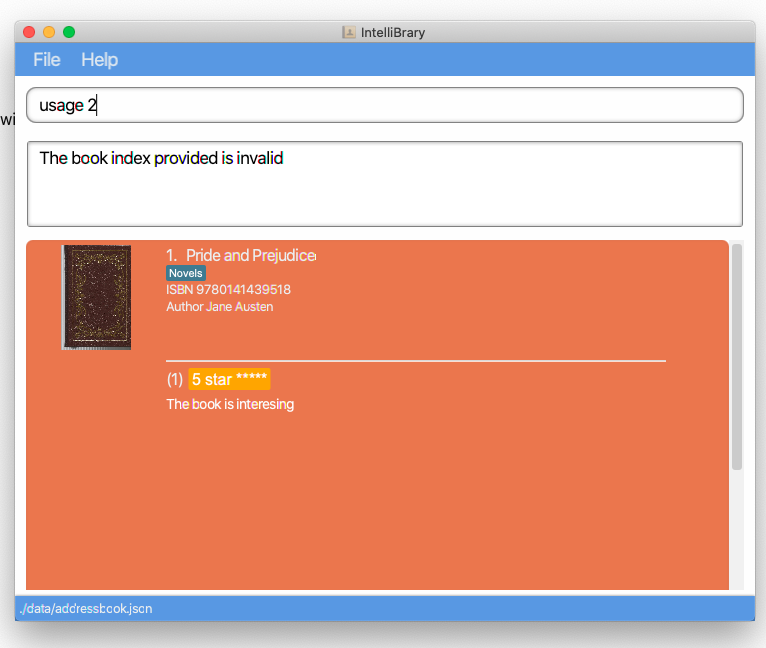 IntelliBrary
File Help
usage 2
wi
The book index provided is invalid
1. Pride and Prejudice
Novels
ISBN 9780141439518
Author Jane Austen
(1) 5 star *****
The book is interesing
./data/addressbook.json